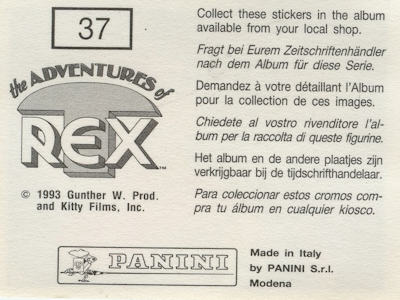 37
the ADVENTURES of
T-REX™
© 1993 Gunther W. Prod.
and Kitty Films, Inc.
Collect these stickers in the album
available from your local shop.
Fragt bei Eurem Zeitschriftenhändler
nach dem Album für diese Serie.
Demandez à votre détaillant l'Album
pour la collection de ces images.
Chiedete al vostro rivenditore l'al-
bum per la raccolta di queste figurine.
Het album en de andere plaatjes zijn
verkrijgbaar bij de tijdschrifthandelaar.
Para coleccionar estos cromos com-
pra tu álbum en cualquier kiosco.
PANINI
Made in Italy
by PANINI S.r.l.
Modena